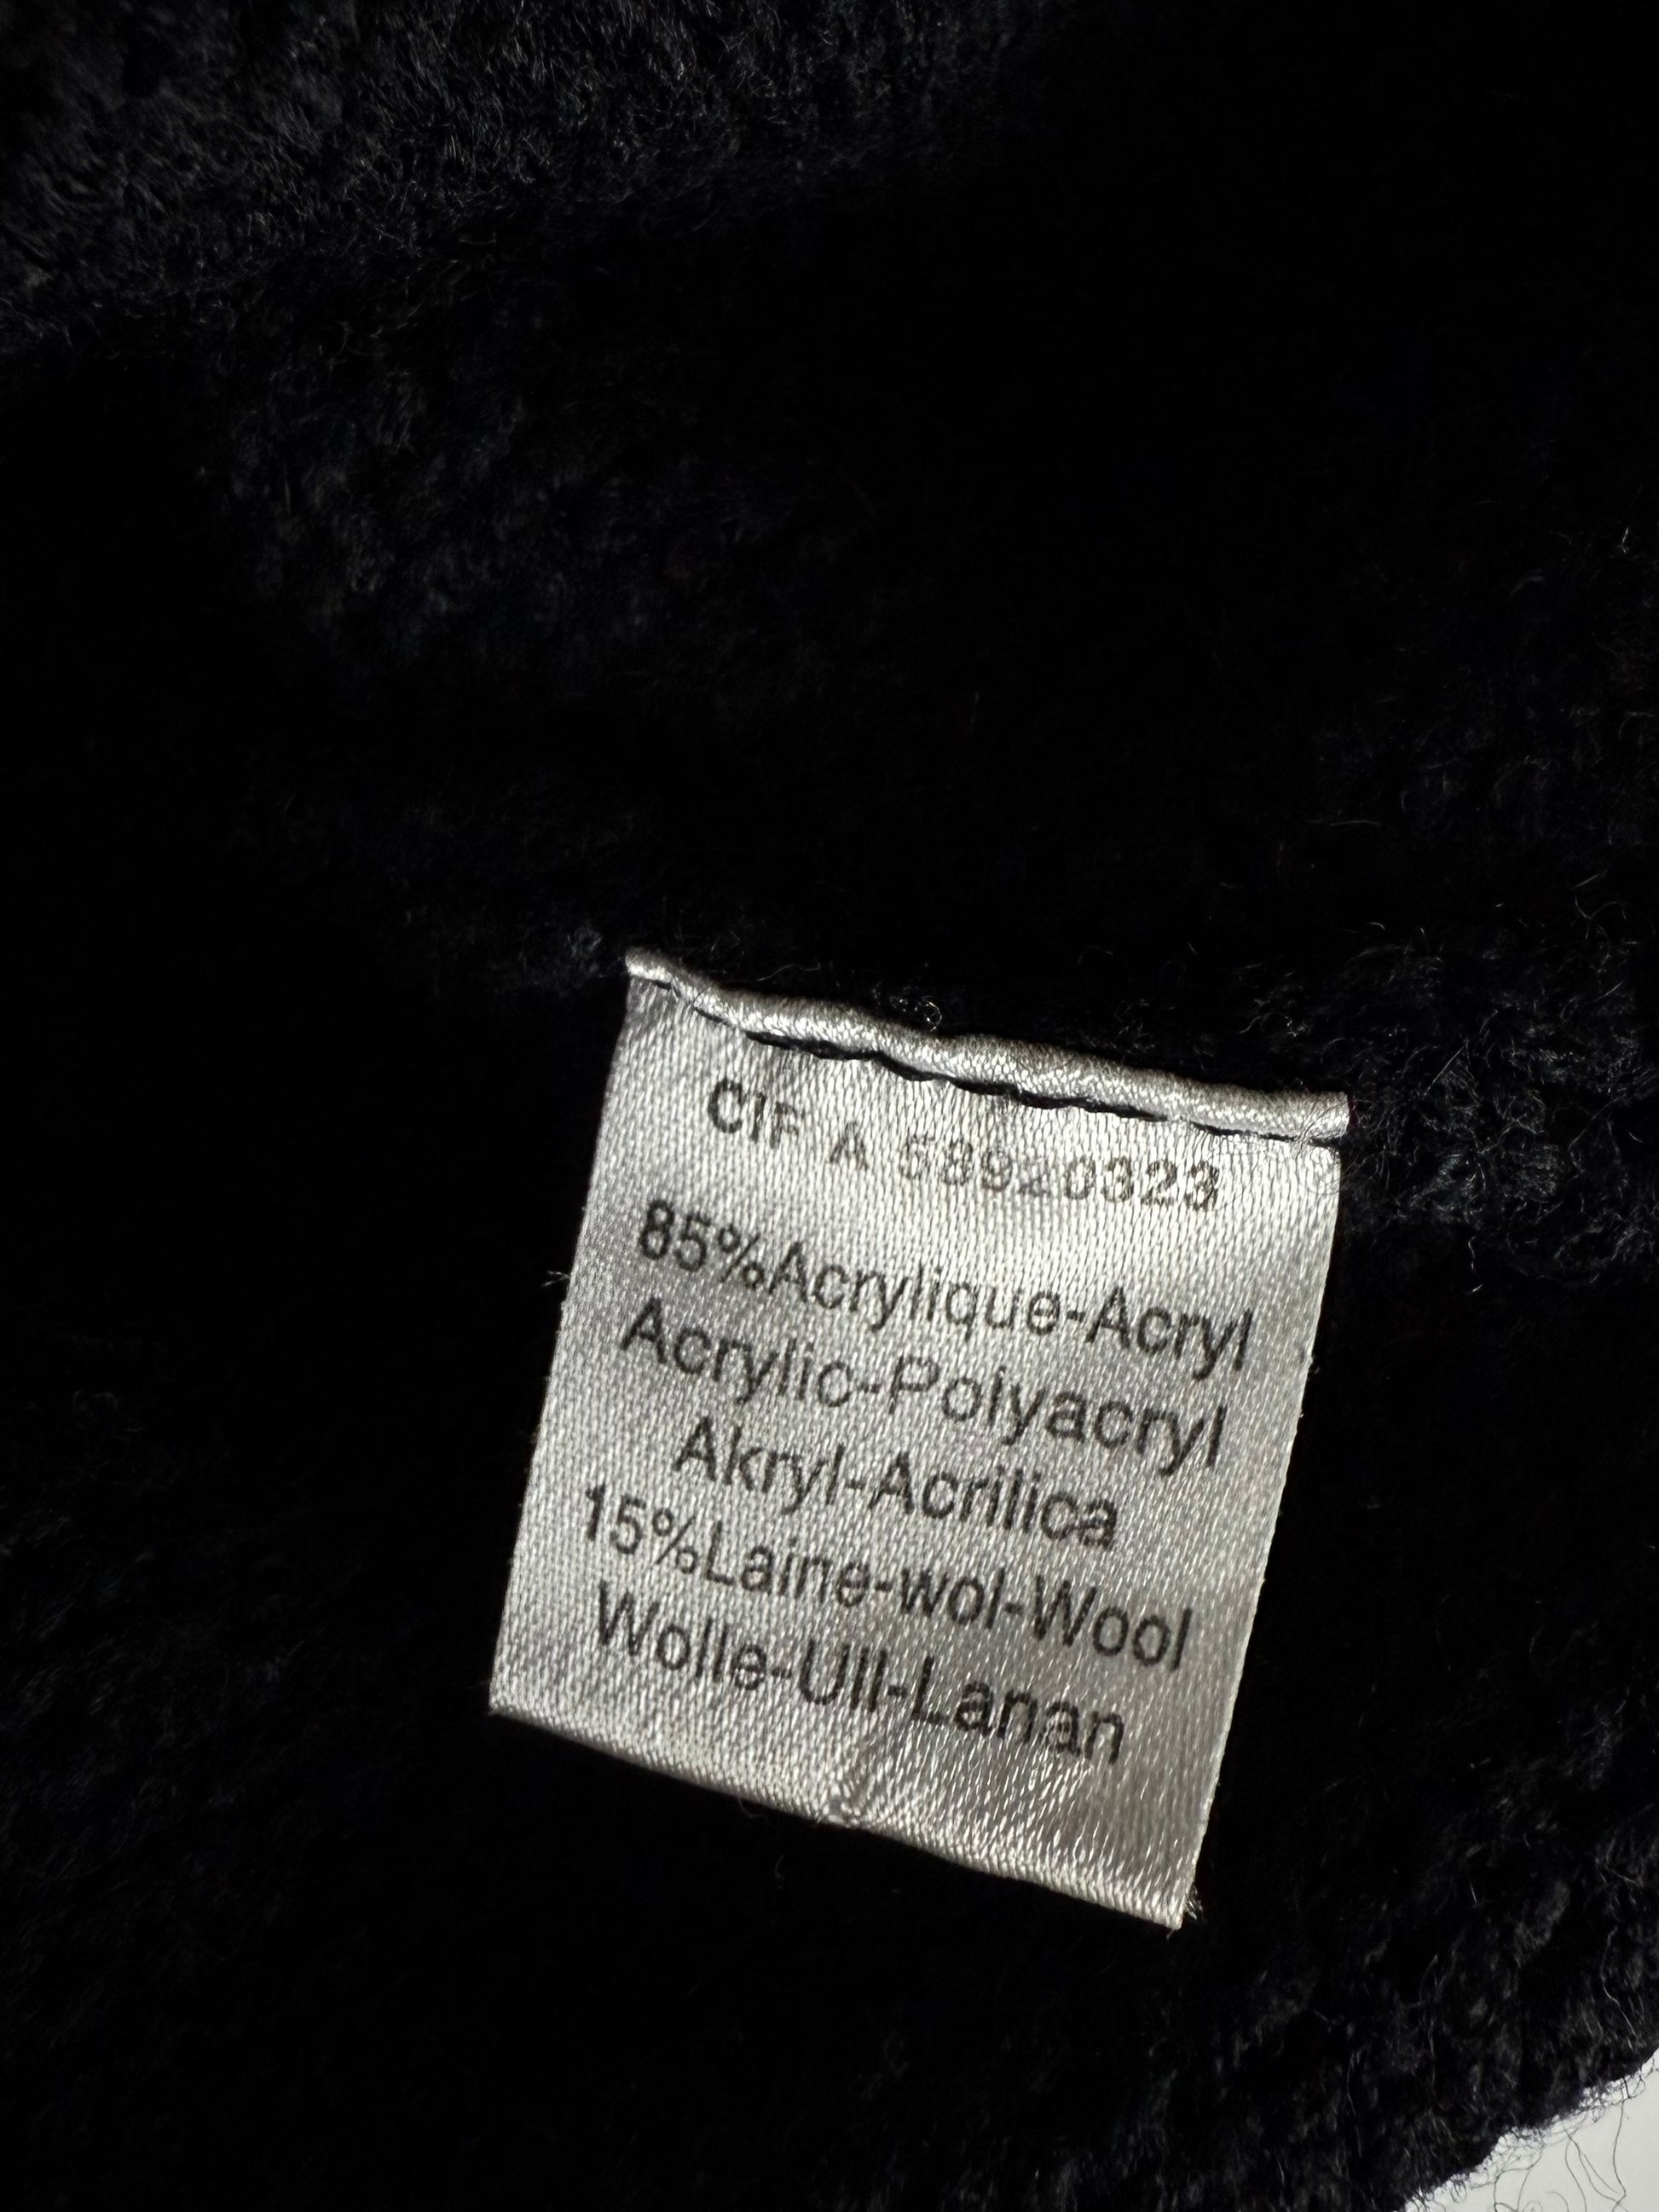 CIF A 58920323
85%Acrylique-Acryl
Acrylic-Polyacryl
Akryl-Acrilica
15%Laine-wol-Wool
Wolle-Ull-Lanan